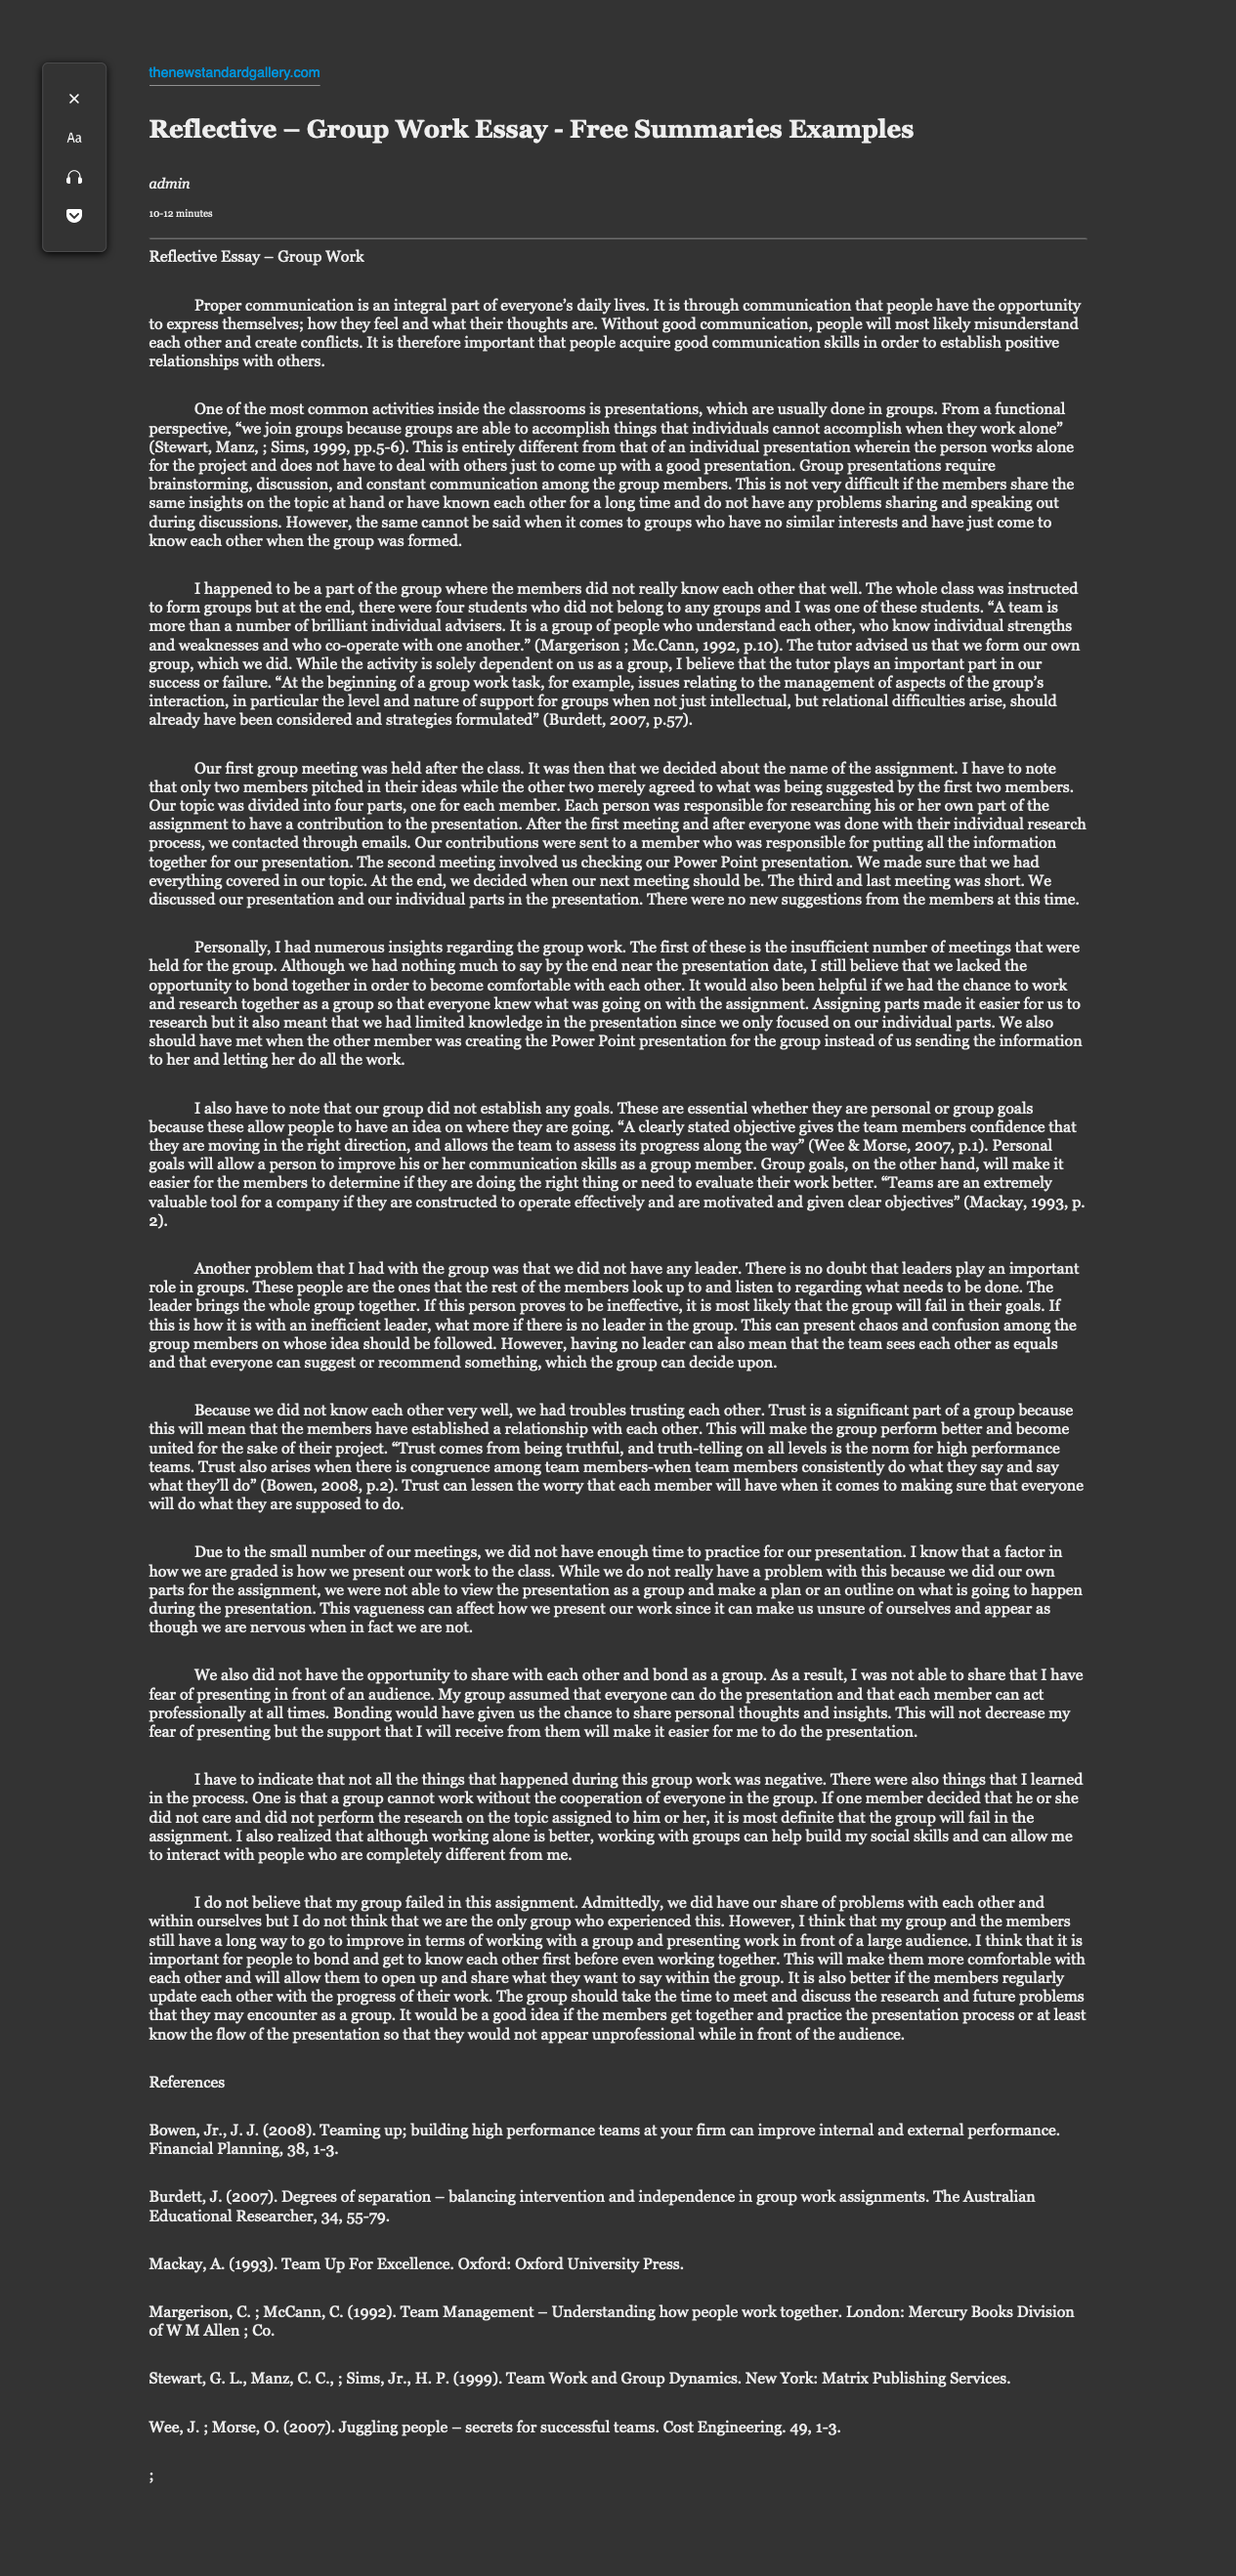 thenewstandardgallery.com
Reflective – Group Work Essay - Free Summaries Examples
Aa
admin
10-12 minutes
Reflective Essay – Group Work
Proper communication is an integral part of everyone’s daily lives. It is through communication that people have the opportunity
to express themselves; how they feel and what their thoughts are. Without good communication, people will most likely misunderstand
each other and create conflicts. It is therefore important that people acquire good communication skills in order to establish positive
relationships with others.
One of the most common activities inside the classrooms is presentations, which are usually done in groups. From a functional
perspective, “we join groups because groups are able to accomplish things that individuals cannot accomplish when they work alone”
(Stewart, Manz, ; Sims, 1999, pp.5-6). This is entirely different from that of an individual presentation wherein the person works alone
for the project and does not have to deal with others just to come up with a good presentation. Group presentations require
brainstorming, discussion, and constant communication among the group members. This is not very difficult if the members share the
same insights on the topic at hand or have known each other for a long time and do not have any problems sharing and speaking out
during discussions. However, the same cannot be said when it comes to groups who have no similar interests and have just come to
know each other when the group was formed.
I happened to be a part of the group where the members did not really know each other that well. The whole class was instructed
to form groups but at the end, there were four students who did not belong to any groups and I was one of these students. “A team is
more than a number of brilliant individual advisers. It is a group of people who understand each other, who know individual strengths
and weaknesses and who co-operate with one another.” (Margerison ; Mc.Cann, 1992, p.10). The tutor advised us that we form our own
group, which we did. While the activity is solely dependent on us as a group, I believe that the tutor plays an important part in our
success or failure. “At the beginning of a group work task, for example, issues relating to the management of aspects of the group’s
interaction, in particular the level and nature of support for groups when not just intellectual, but relational difficulties arise, should
already have been considered and strategies formulated” (Burdett, 2007, p.57).
Our first group meeting was held after the class. It was then that we decided about the name of the assignment. I have to note
that only two members pitched in their ideas while the other two merely agreed to what was being suggested by the first two members.
Our topic was divided into four parts, one for each member. Each person was responsible for researching his or her own part of the
assignment to have a contribution to the presentation. After the first meeting and after everyone was done with their individual research
process, we contacted through emails. Our contributions were sent to a member who was responsible for putting all the information
together for our presentation. The second meeting involved us checking our Power Point presentation. We made sure that we had
everything covered in our topic. At the end, we decided when our next meeting should be. The third and last meeting was short. We
discussed our presentation and our individual parts in the presentation. There were no new suggestions from the members at this time.
Personally, I had numerous insights regarding the group work. The first of these is the insufficient number of meetings that were
held for the group. Although we had nothing much to say by the end near the presentation date, I still believe that we lacked the
opportunity to bond together in order to become comfortable with each other. It would also been helpful if we had the chance to work
and research together as a group so that everyone knew what was going on with the assignment. Assigning parts made it easier for us to
research but it also meant that we had limited knowledge in the presentation since we only focused on our individual parts. We also
should have met when the other member was creating the Power Point presentation for the group instead of us sending the information
to her and letting her do all the work.
I also have to note that our group did not establish any goals. These are essential whether they are personal or group goals
because these allow people to have an idea on where they are going. “A clearly stated objective gives the team members confidence that
they are moving in the right direction, and allows the team to assess its progress along the way” (Wee & Morse, 2007, p.1). Personal
goals will allow a person to improve his or her communication skills as a group member. Group goals, on the other hand, will make it
easier for the members to determine if they are doing the right thing or need to evaluate their work better. “Teams are an extremely
valuable tool for a company if they are constructed to operate effectively and are motivated and given clear objectives” (Mackay, 1993, p.
2).
Another problem that I had with the group was that we did not have any leader. There is no doubt that leaders play an important
role in groups. These people are the ones that the rest of the members look up to and listen to regarding what needs to be done. The
leader brings the whole group together. If this person proves to be ineffective, it is most likely that the group will fail in their goals. If
this is how it is with an inefficient leader, what more if there is no leader in the group. This can present chaos and confusion among the
group members on whose idea should be followed. However, having no leader can also mean that the team sees each other as equals
and that everyone can suggest or recommend something, which the group can decide upon.
Because we did not know each other very well, we had troubles trusting each other. Trust is a significant part of a group because
this will mean that the members have established a relationship with each other. This will make the group perform better and become
united for the sake of their project. “Trust comes from being truthful, and truth-telling on all levels is the norm for high performance
teams. Trust also arises when there is congruence among team members-when team members consistently do what they say and say
what they’ll do” (Bowen, 2008, p.2). Trust can lessen the worry that each member will have when it comes to making sure that everyone
will do what they are supposed to do.
Due to the small number of our meetings, we did not have enough time to practice for our presentation. I know that a factor in
how we are graded is how we present our work to the class. While we do not really have a problem with this because we did our own
parts for the assignment, we were not able to view the presentation as a group and make a plan or an outline on what is going to happen
during the presentation. This vagueness can affect how we present our work since it can make us unsure of ourselves and appear as
though we are nervous when in fact we are not.
We also did not have the opportunity to share with each other and bond as a group. As a result, I was not able to share that I have
fear of presenting in front of an audience. My group assumed that everyone can do the presentation and that each member can act
professionally at all times. Bonding would have given us the chance to share personal thoughts and insights. This will not decrease my
fear of presenting but the support that I will receive from them will make it easier for me to do the presentation.
I have to indicate that not all the things that happened during this group work was negative. There were also things that I learned
in the process. One is that a group cannot work without the cooperation of everyone in the group. If one member decided that he or she
did not care and did not perform the research on the topic assigned to him or her, it is most definite that the group will fail in the
assignment. I also realized that although working alone is better, working with groups can help build my social skills and can allow me
to interact with people who are completely different from me.
I do not believe that my group failed in this assignment. Admittedly, we did have our share of problems with each other and
within ourselves but I do not think that we are the only group who experienced this. However, I think that my group and the members
still have a long way to go to improve in terms of working with a group and presenting work in front of a large audience. I think that it is
important for people to bond and get to know each other first before even working together. This will make them more comfortable with
each other and will allow them to open up and share what they want to say within the group. It is also better if the members regularly
update each other with the progress of their work. The group should take the time to meet and discuss the research and future problems
that they may encounter as a group. It would be a good idea if the members get together and practice the presentation process or at least
know the flow of the presentation so that they would not appear unprofessional while in front of the audience.
References
Bowen, Jr., J. J. (2008). Teaming up; building high performance teams at your firm can improve internal and external performance.
Financial Planning, 38, 1-3.
Burdett, J. (2007). Degrees of separation – balancing intervention and independence in group work assignments. The Australian
Educational Researcher, 34, 55-79.
Mackay, A. (1993). Team Up For Excellence. Oxford: Oxford University Press.
Margerison, C. ; McCann, C. (1992). Team Management – Understanding how people work together. London: Mercury Books Division
of W M Allen ; Co.
Stewart, G. L., Manz, C. C., ; Sims, Jr., H. P. (1999). Team Work and Group Dynamics. New York: Matrix Publishing Services.
Wee, J. ; Morse, O. (2007). Juggling people – secrets for successful teams. Cost Engineering. 49, 1-3.
;